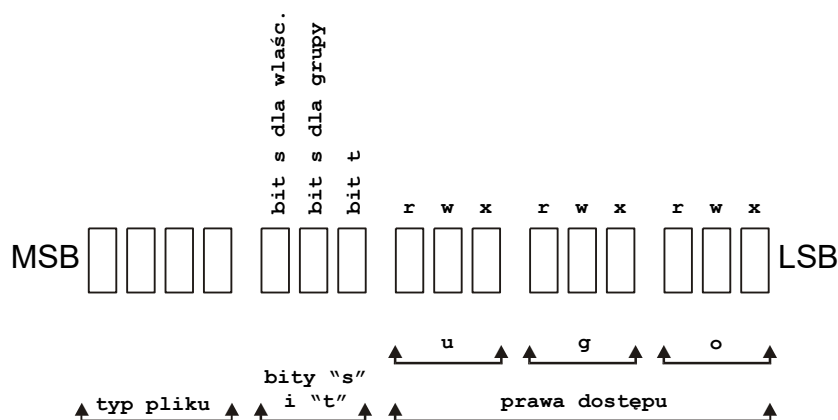 bit s dla właśc.
bit s dla grupy
bit t
r w x r w x r w x
MSB LSB
u g o
bity “s”
i “t”
typ pliku prawa dostępu